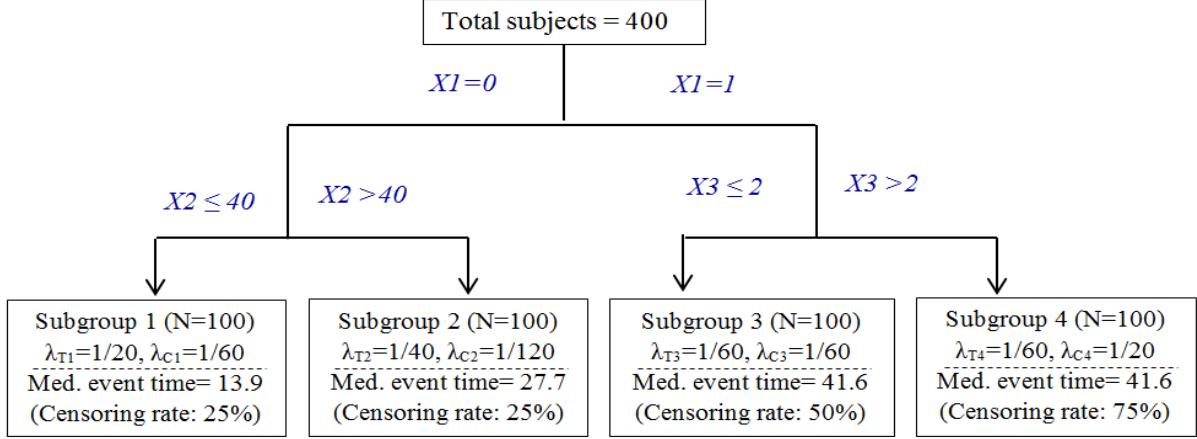 Total subjects = 400
X1=0
X1=1
X2 ≤ 40
X2 >40
X3 ≤ 2
X3 >2
Subgroup 1 (N=100)
λT1=1/20, λC1=1/60
Med. event time= 13.9
(Censoring rate: 25%)
Subgroup 2 (N=100)
λT2=1/40, λC2=1/120
Med. event time= 27.7
(Censoring rate: 25%)
Subgroup 3 (N=100)
λT3=1/60, λC3=1/60
Med. event time= 41.6
(Censoring rate: 50%)
Subgroup 4 (N=100)
λT4=1/60, λC4=1/20
Med. event time= 41.6
(Censoring rate: 75%)